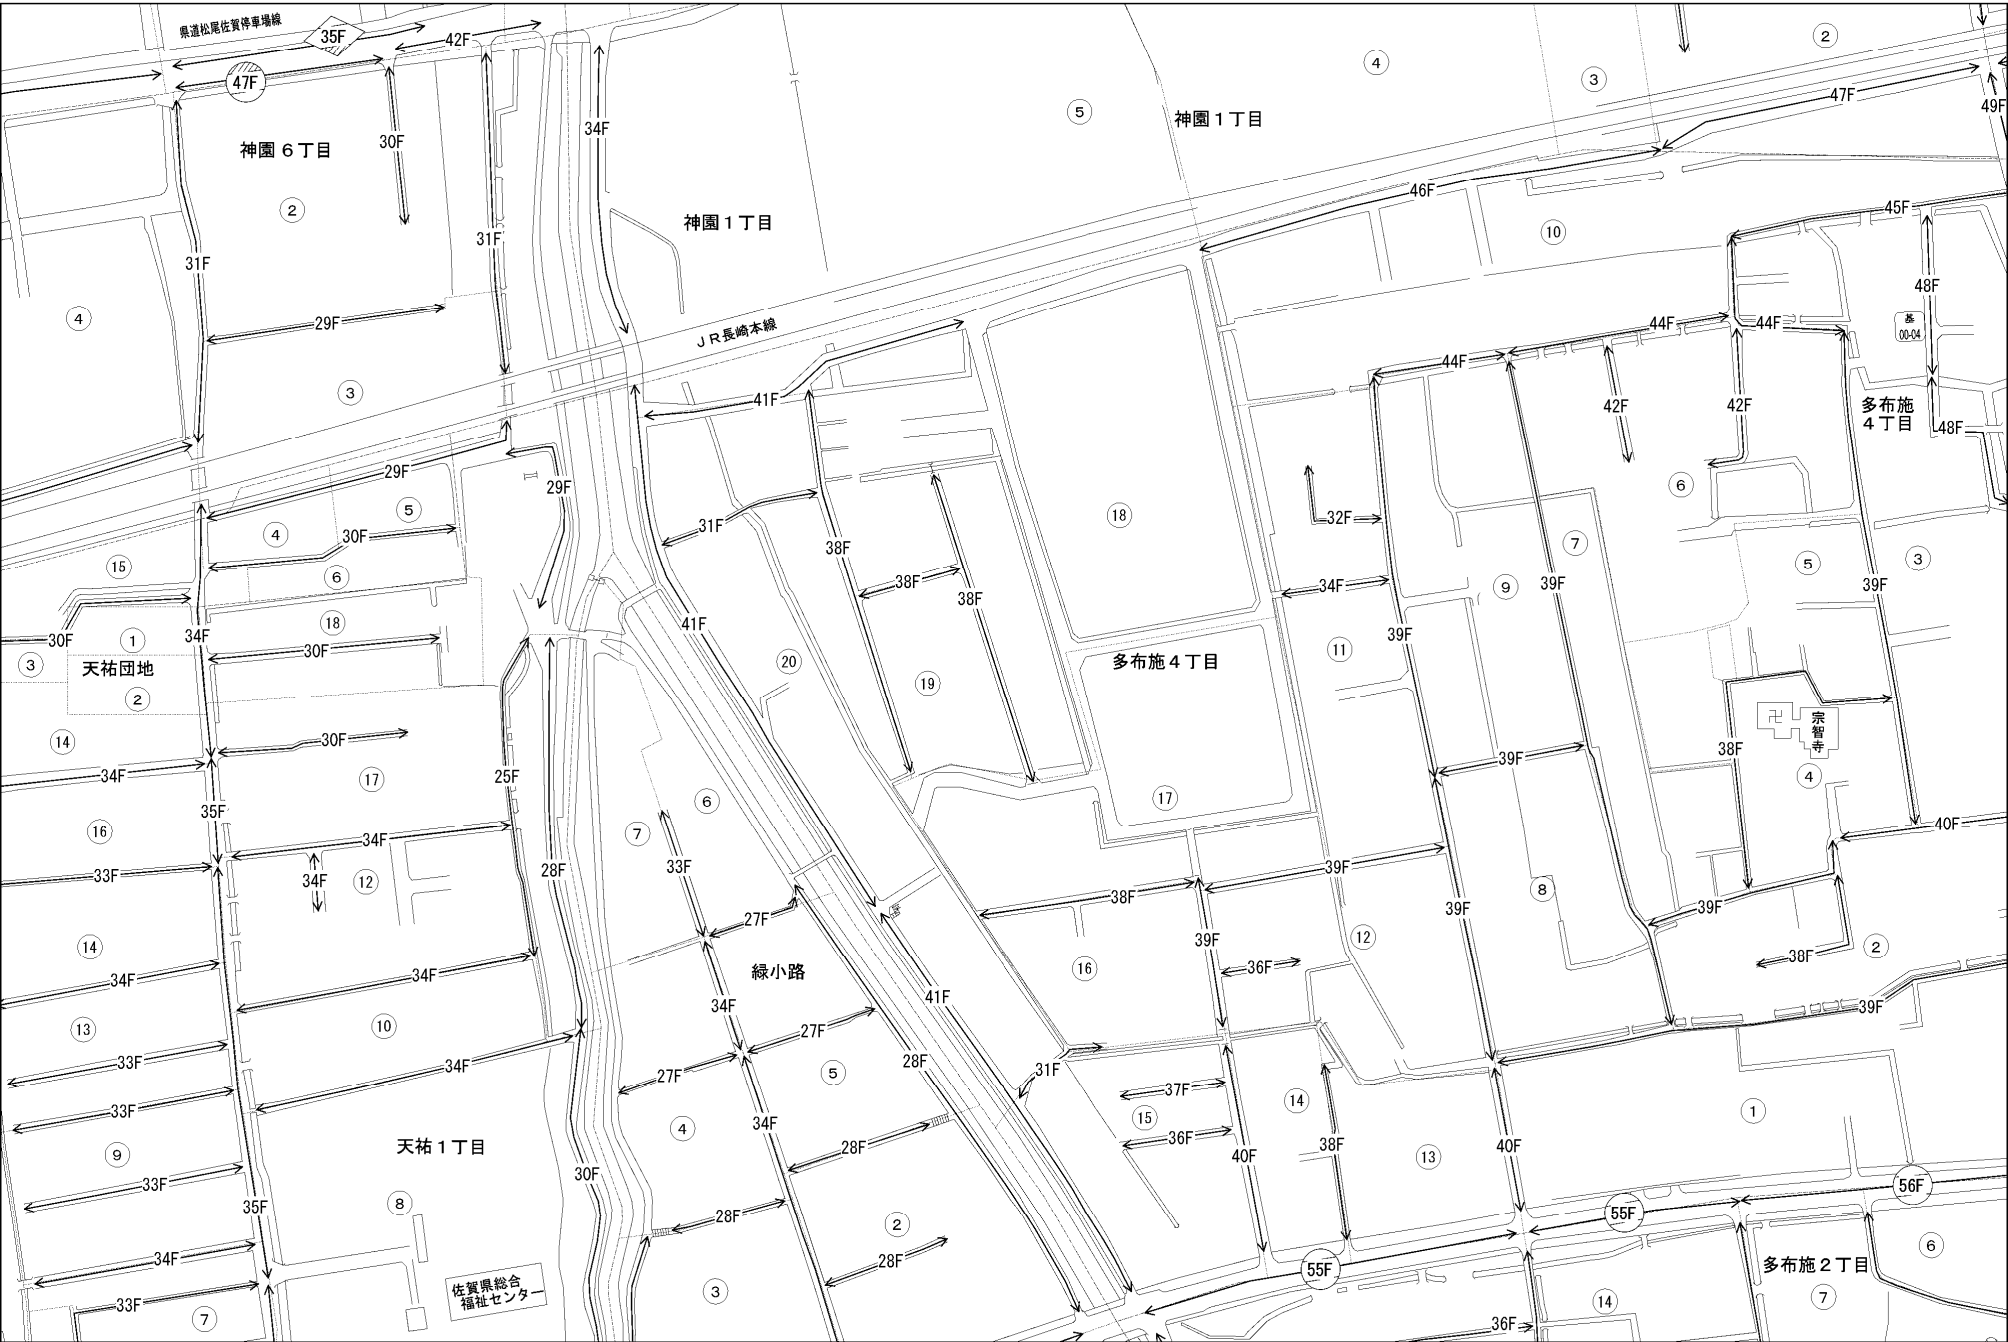 県道松尾佐賀停車場線
35F
42F
47F
②
47F
49F
④
③
⑤
神園1丁目
34F
30F
神園6丁目
②
31F
31F
神園1丁目
46F
45F
⑩
48F
墓
00-04
④
29F
ＪＲ長崎本線
③
44F
44F
44F
41F
42F
42F
多布施
4丁目
48F
29F
29F
⑤
④
30F
31F
38F
⑱
32F
⑥
⑦
⑮
⑥
38F
38F
34F
⑨
39F
⑤
③
39F
30F
①
34F
⑱
30F
41F
39F
③
天祐団地
②
⑳
⑲
多布施4丁目
⑪
⑭
30F
34F
宗智寺
38F
39F
④
25F
⑰
35F
⑥
⑰
⑯
34F
⑦
40F
33F
34F
⑫
28F
33F
39F
38F
⑧
39F
39F
27F
39F
⑫
⑭
34F
34F
緑小路
⑯
36F
②
38F
41F
34F
39F
⑬
⑩
27F
33F
34F
27F
28F
31F
⑤
37F
33F
④
34F
⑮
⑭
①
36F
38F
⑨
天祐1丁目
28F
40F
⑬
40F
33F
30F
56F
35F
⑧
28F
②
55F
34F
28F
55F
⑥
多布施2丁目
佐賀県総合
福祉センター
③
33F
⑦
⑭
⑦
36F